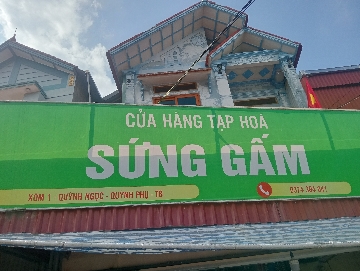 CỬA HÀNG TẠP HOÁ
SỨNG GẤM
XÓM 1 QUỲNH NGỌC - QUỲNH PHỤ TB